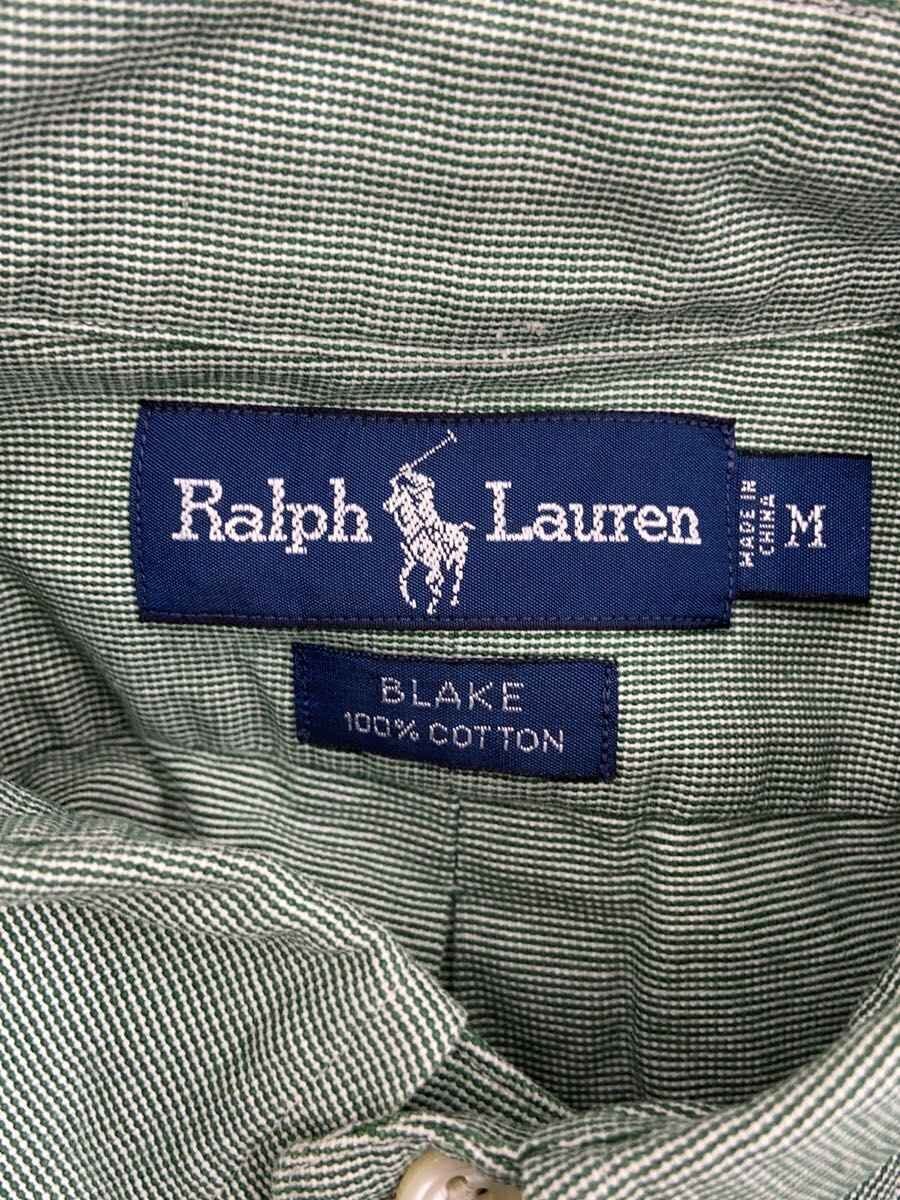 Ralph Lauren
MADE IN
CHINA
M
BLAKE
100% COTTON